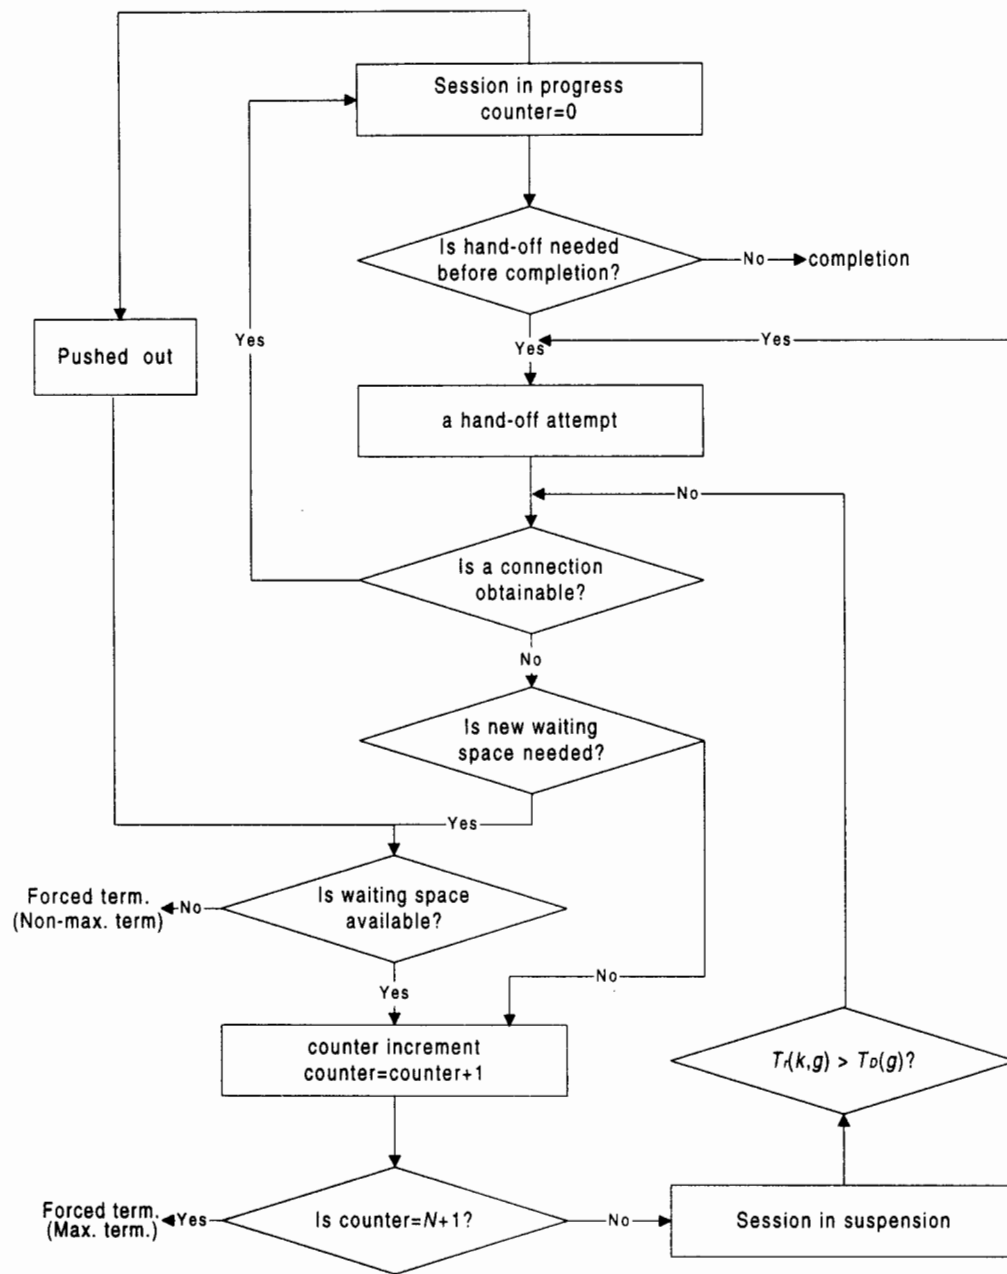 Session in progress
counter=0
Is hand-off needed
before completion?
No
completion
Pushed out
Yes
Yes
Yes
a hand-off attempt
No
Is a connection
obtainable?
No
Is new waiting
space needed?
Yes
Forced term.
(Non-max. term)
No
Is waiting space
available?
No
Yes
counter increment
counter=counter+1
Tr(k,g) > TD(g)?
Forced term.
(Max. term.)
Yes
Is counter=N+1?
No
Session in suspension